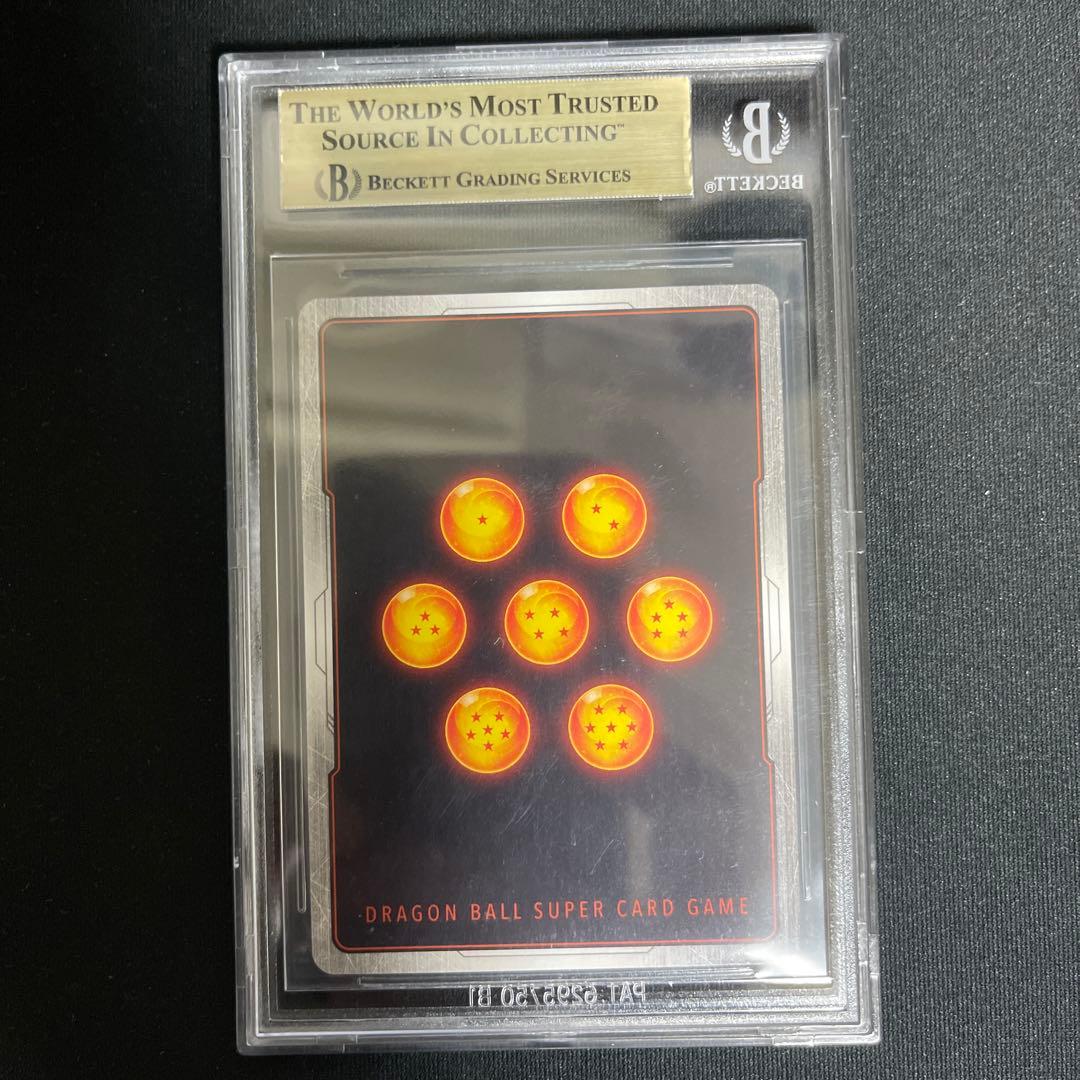 THE WORLD'S MOST TRUSTED
SOURCE IN COLLECTING™
B BECKETT GRADING SERVICES
B
BECKETT®
DRAGON BALL SUPER CARD GAME
PAT 6295750 B1